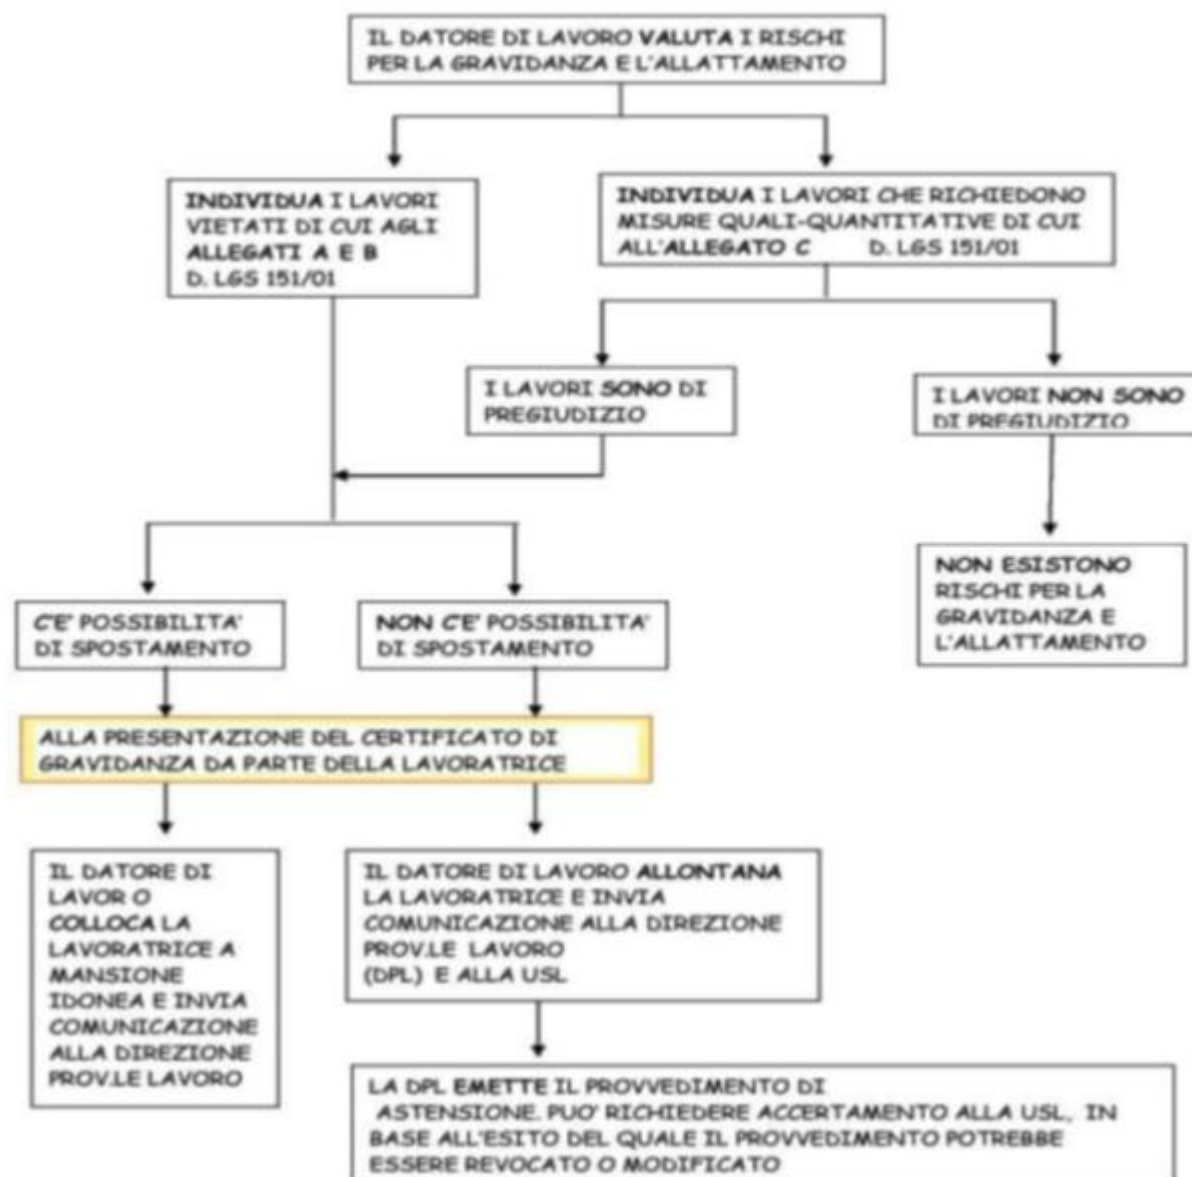 IL DATORE DI LAVORO VALUTA I RISCHI
PER LA GRAVIDANZA E L'ALLATTAMENTO
INDIVIDUA I LAVORI
VIETATI DI CUI AGLI
ALLEGATI A E B
D. LGS 151/01
INDIVIDUA I LAVORI CHE RICHIEDONO
MISURE QUALI-QUANTITATIVE DI CUI
ALL'ALLEGATO C D. LGS 151/01
I LAVORI SONO DI
PREGIUDIZIO
I LAVORI NON SONO
DI PREGIUDIZIO
C'E' POSSIBILITA'
DI SPOSTAMENTO
NON C'E' POSSIBILITA'
DI SPOSTAMENTO
NON ESISTONO
RISCHI PER LA
GRAVIDANZA E
L'ALLATTAMENTO
ALLA PRESENTAZIONE DEL CERTIFICATO DI
GRAVIDANZA DA PARTE DELLA LAVORATRICE
IL DATORE DI
LAVOR O
COLLOCA LA
LAVORATRICE A
MANSIONE
IDONEA E INVIA
COMUNICAZIONE
ALLA DIREZIONE
PROV.LE LAVORO
IL DATORE DI LAVORO ALLONTANA
LA LAVORATRICE E INVIA
COMUNICAZIONE ALLA DIREZIONE
PROV.LE LAVORO
(DPL) E ALLA USL
LA DPL EMETTE IL PROVVEDIMENTO DI
ASTENSIONE. PUO' RICHIEDERE ACCERTAMENTO ALLA USL, IN
BASE ALL'ESITO DEL QUALE IL PROVVEDIMENTO POTREBBE
ESSERE REVOCATO O MODIFICATO